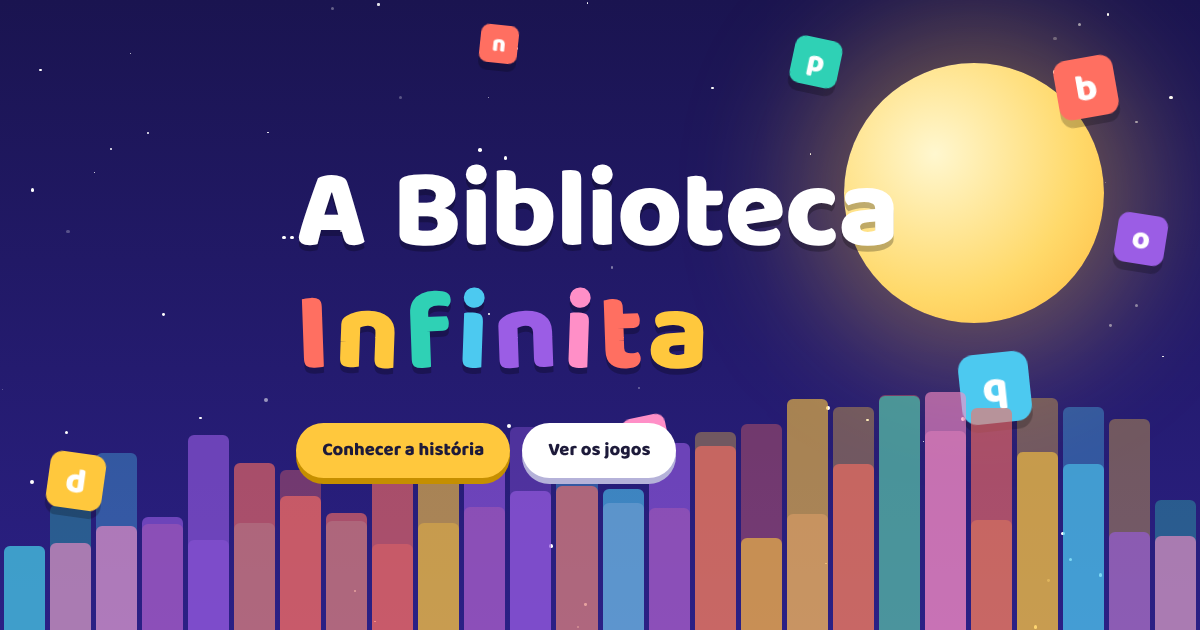 n
p
b
A Biblioteca
o
Infinita
q
Conhecer a história
Ver os jogos
d